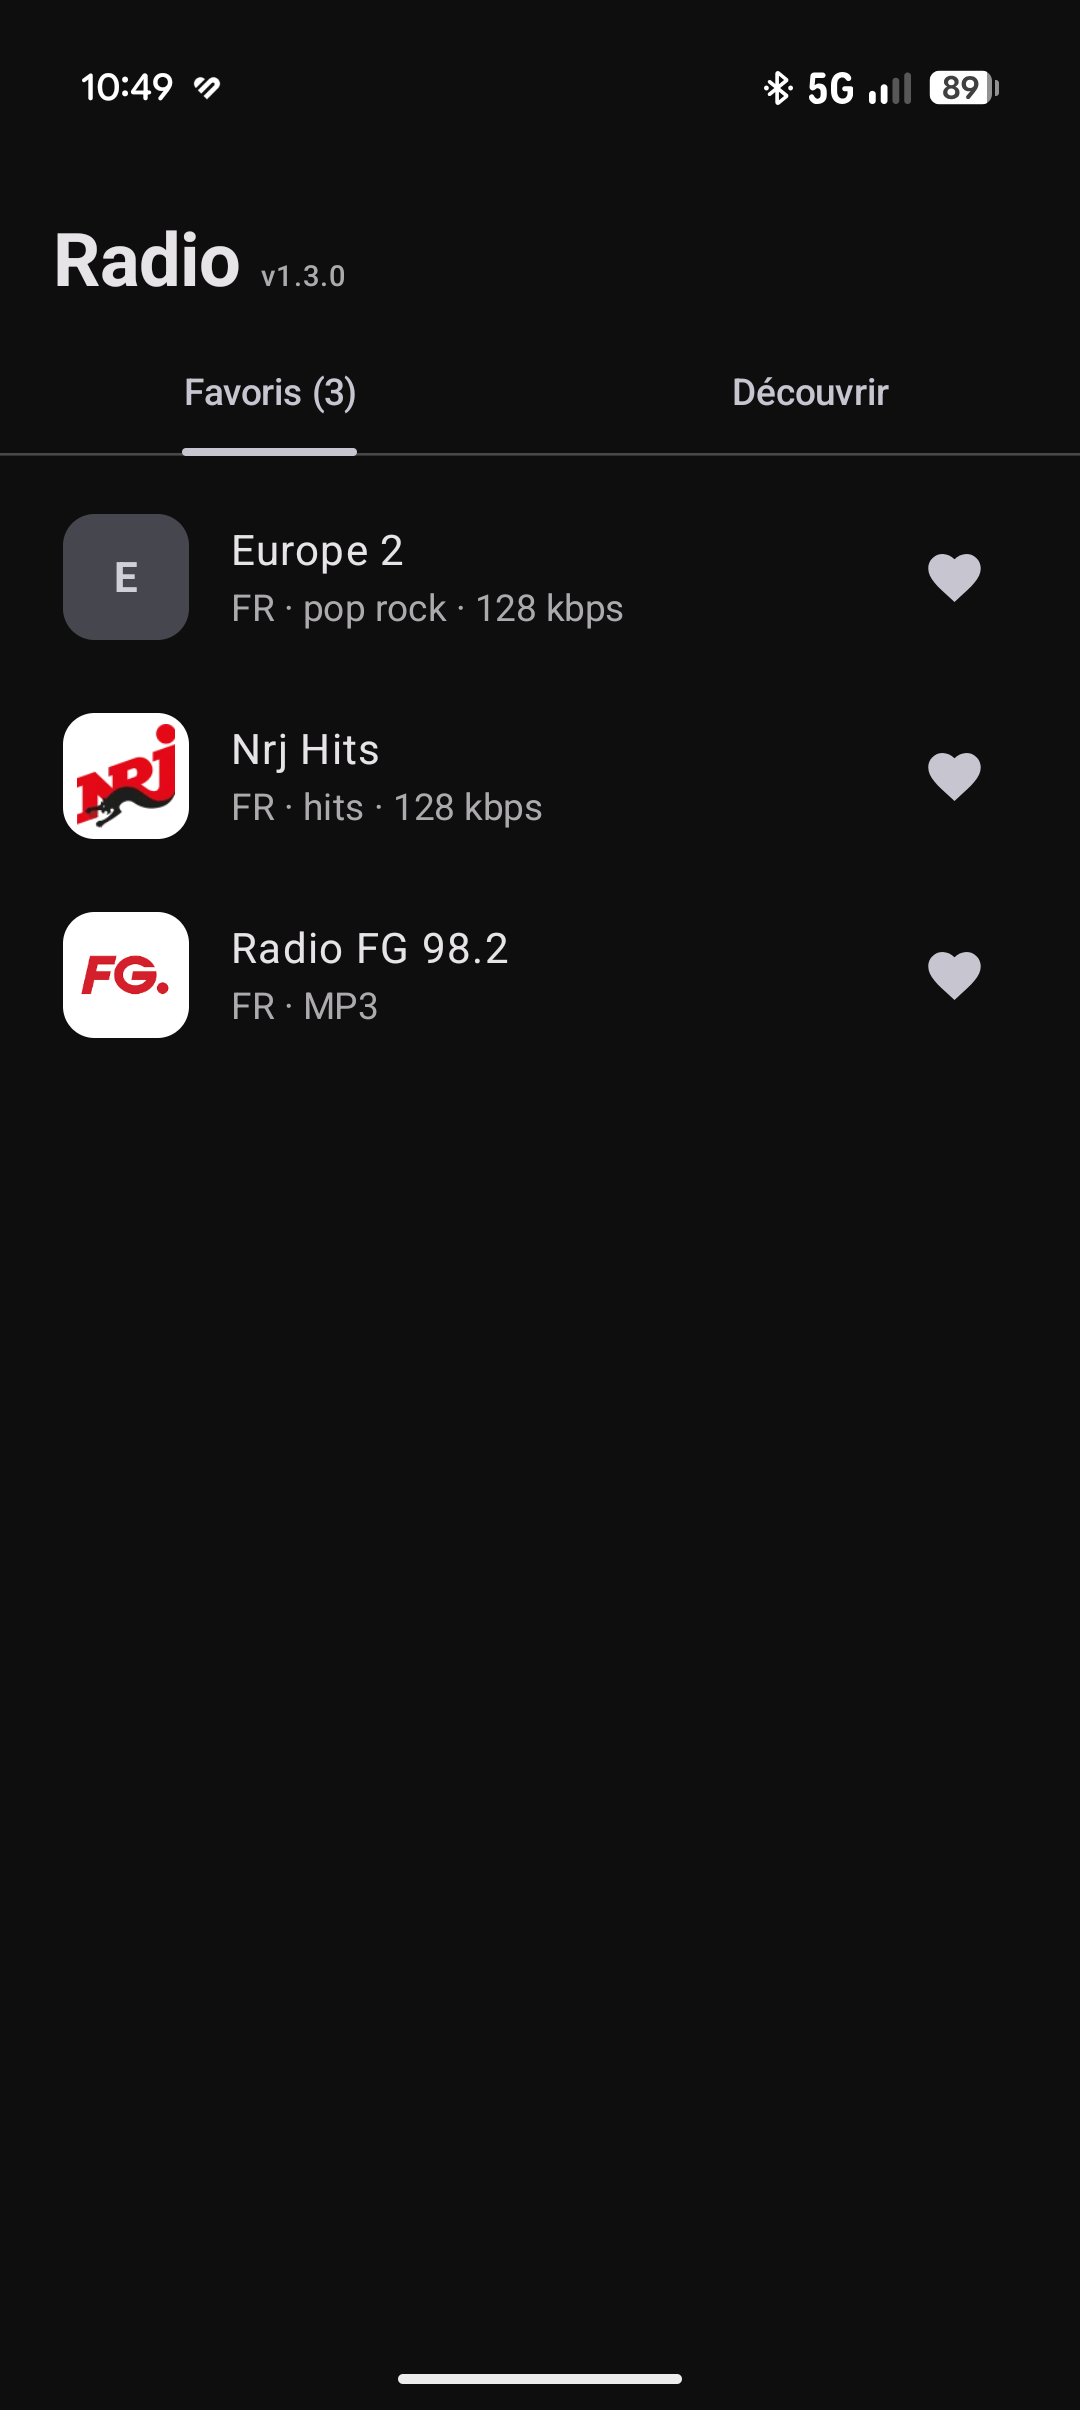 10:49 5G 89
Radio v1.3.0
Favoris (3) Découvrir
E
Europe 2
FR · pop rock · 128 kbps
NRJ
Nrj Hits
FR · hits · 128 kbps
FG.
Radio FG 98.2
FR · MP3